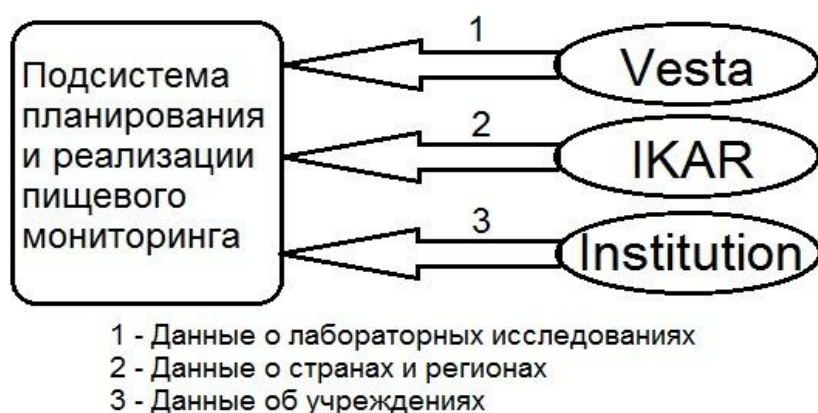 Подсистема
планирования
и реализации
пищевого
мониторинга
1
Vesta
2
IKAR
3
Institution
1 - Данные о лабораторных исследованиях
2 - Данные о странах и регионах
3 - Данные об учреждениях